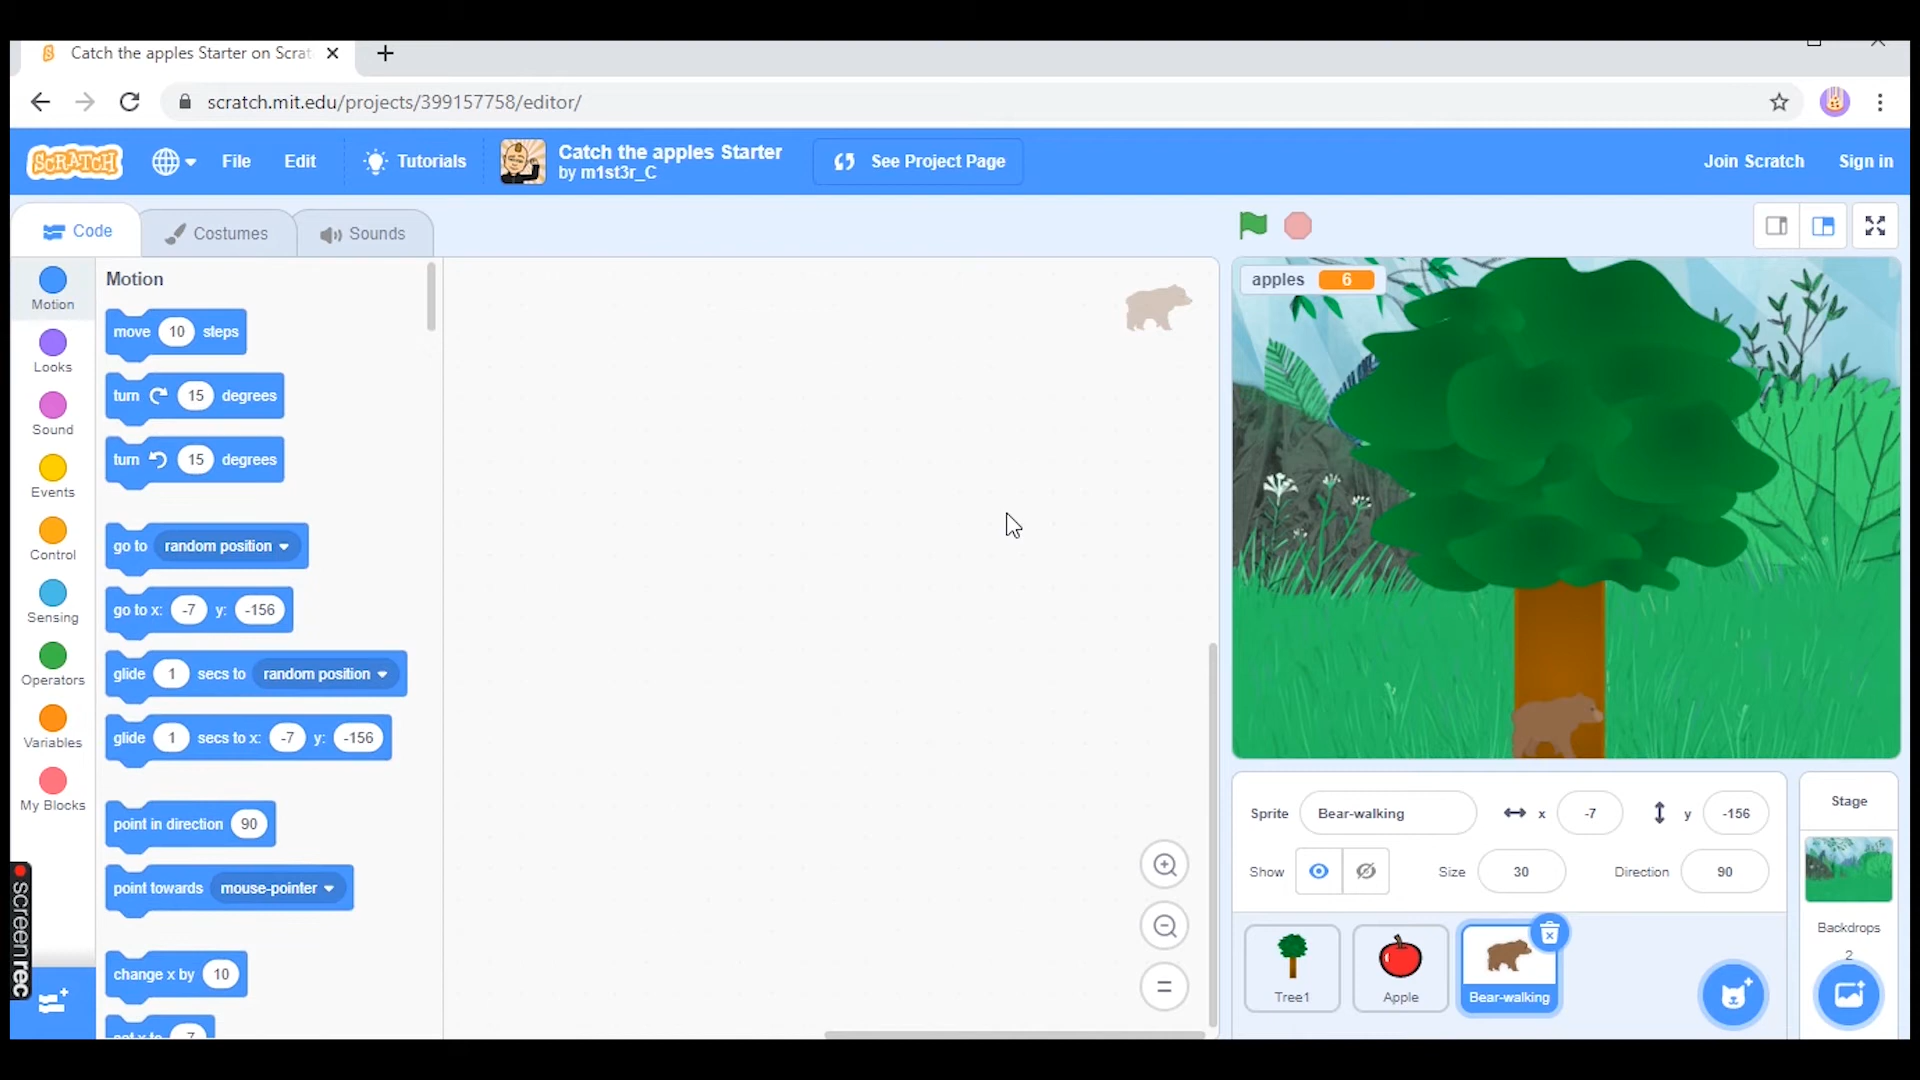 Catch the apples Starter on Scrat
scratch.mit.edu/projects/399157758/editor/
SCRATCH
File
Edit
Tutorials
Catch the apples Starter
by m1st3r_C
See Project Page
Join Scratch
Sign in
Code
Costumes
Sounds
Motion
Looks
Sound
Events
Control
Sensing
Operators
Variables
My Blocks
Motion
move 10 steps
turn 15 degrees
turn 15 degrees
go to random position
go to x: -7 y: -156
glide 1 secs to random position
glide 1 secs to x: -7 y: -156
point in direction 90
point towards mouse-pointer
change x by 10
set x to -7
apples 6
Sprite Bear-walking x -7 y -156
Show Size 30 Direction 90
Tree1
Apple
Bear-walking
Stage
Backdrops
2
screenrec